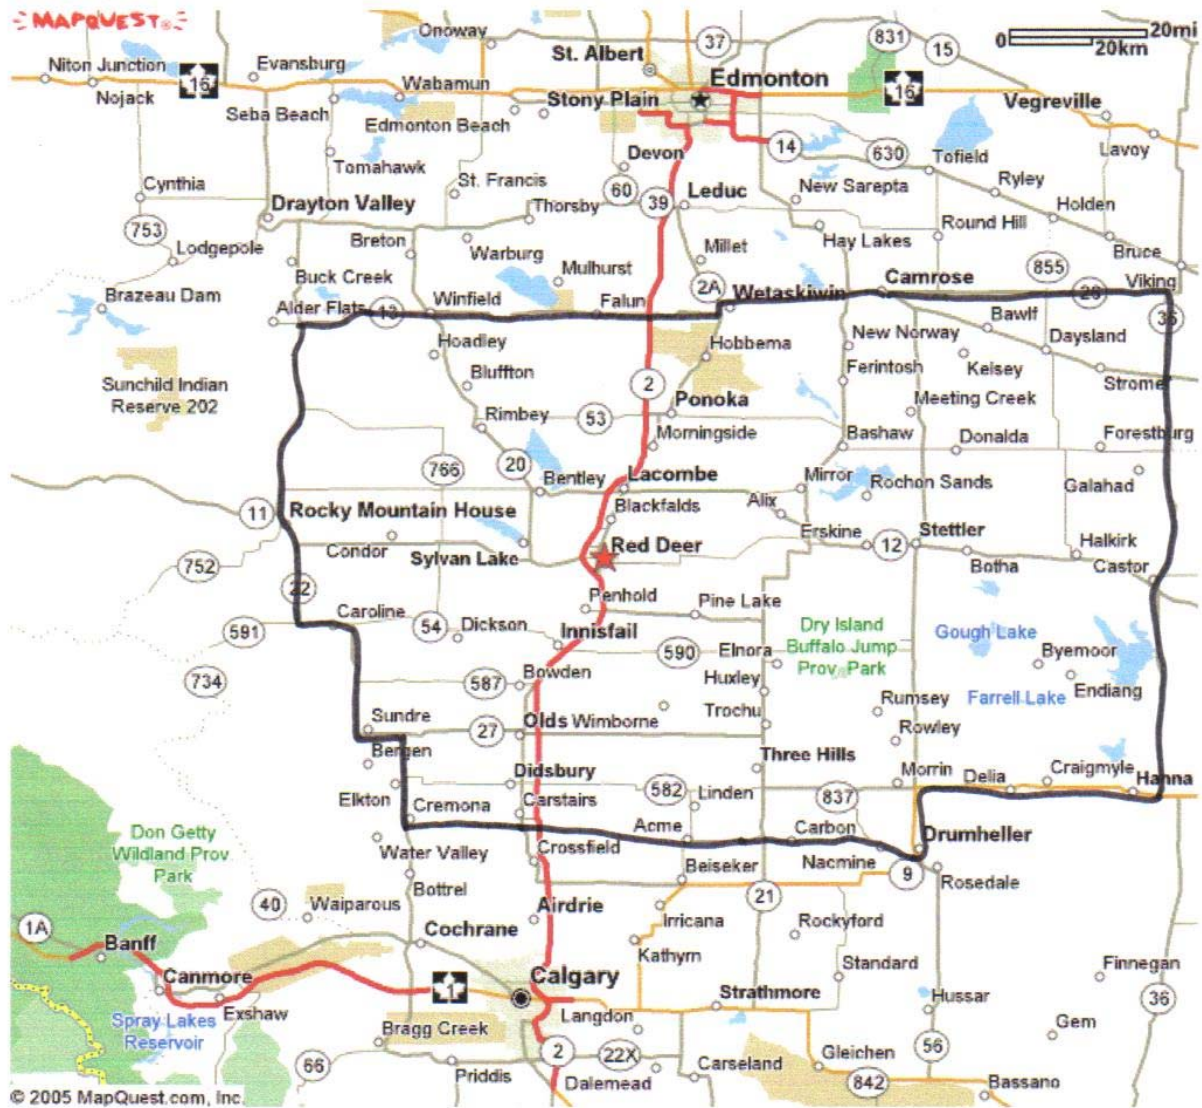 MAPQUEST®
0 20mi
20km
Onoway
St. Albert
37
831
15
Niton Junction
Evansburg
16
Nojack
Seba Beach
Wabamun
Stony Plain
Edmonton
16
Vegreville
Edmonton Beach
Lavoy
Tomahawk
Devon
14
630
Tofield
Cynthia
St. Francis
60
39
Leduc
New Sarepta
Ryley
Drayton Valley
Thorsby
Holden
753
Lodgepole
Breton
Warburg
Hay Lakes
Round Hill
Bruce
Buck Creek
Mulhurst
Millet
855
Brazeau Dam
2A
Camrose
Viking
Alder Flats
13
Winfield
Falun
Wetaskiwin
26
36
Hoadley
Hobbema
New Norway
Bawlf
Daysland
Sunchild Indian
Reserve 202
Bluffton
2
Ferintosh
Kelsey
Strome
Rimbey
53
Ponoka
Meeting Creek
Morningside
Bashaw
Donalda
Forestburg
766
20
Bentley
Lacombe
Mirror
Rochon Sands
Galahad
11
Rocky Mountain House
Blackfalds
Alix
Condor
Sylvan Lake
Red Deer
Erskine
12
Stettler
Halkirk
752
Botha
Castor
22
Penhold
Pine Lake
591
Caroline
54
Dickson
Innisfail
590
Elnora
Dry Island
Buffalo Jump
Prov. Park
Gough Lake
Byemoor
734
587
Bowden
Huxley
Farrell Lake
Endiang
Sundre
27
Olds
Wimborne
Trochu
Rumsey
Rowley
Bergen
Three Hills
Didsbury
582
Linden
837
Morrin
Delia
Craigmyle
Hanna
Elkton
Cremona
Carstairs
Acme
Carbon
Drumheller
Don Getty
Wildland Prov
Park
Water Valley
Crossfield
Beiseker
Nacmine
9
Rosedale
Bottrel
21
40
Waiparous
Airdrie
Irricana
Rockyford
1A
Banff
Cochrane
Kathyrn
Canmore
1
Calgary
Standard
Finnegan
Exshaw
Strathmore
Hussar
36
Spray Lakes
Reservoir
Bragg Creek
Langdon
Gem
66
Priddis
2
22X
Dalemead
Carseland
Gleichen
56
842
Bassano
© 2005 MapQuest.com, Inc.